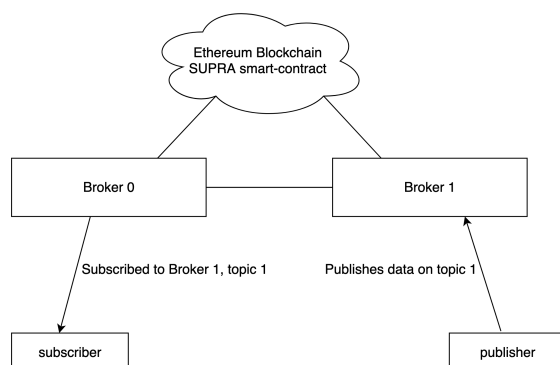 Ethereum Blockchain
SUPRA smart-contract
Broker 0
Broker 1
Subscribed to Broker 1, topic 1
Publishes data on topic 1
subscriber
publisher